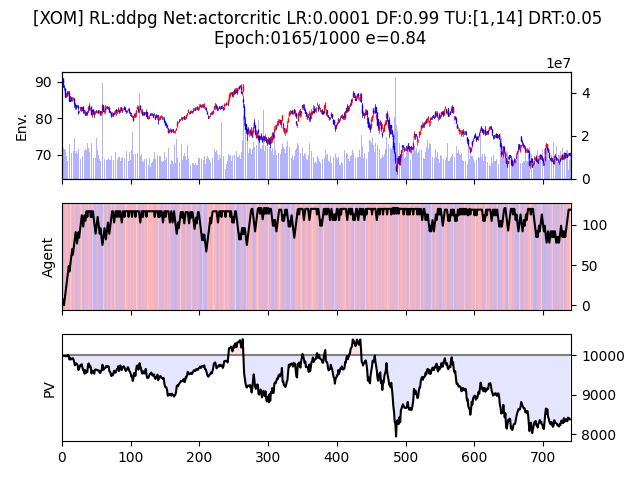 [XOM] RL:ddpg Net:actorcritic LR:0.0001 DF:0.99 TU:[1,14] DRT:0.05
Epoch:0165/1000 e=0.84
1e7
Env.
90
80
70
4
2
0
Agent
100
50
0
PV
10000
9000
8000
0 100 200 300 400 500 600 700